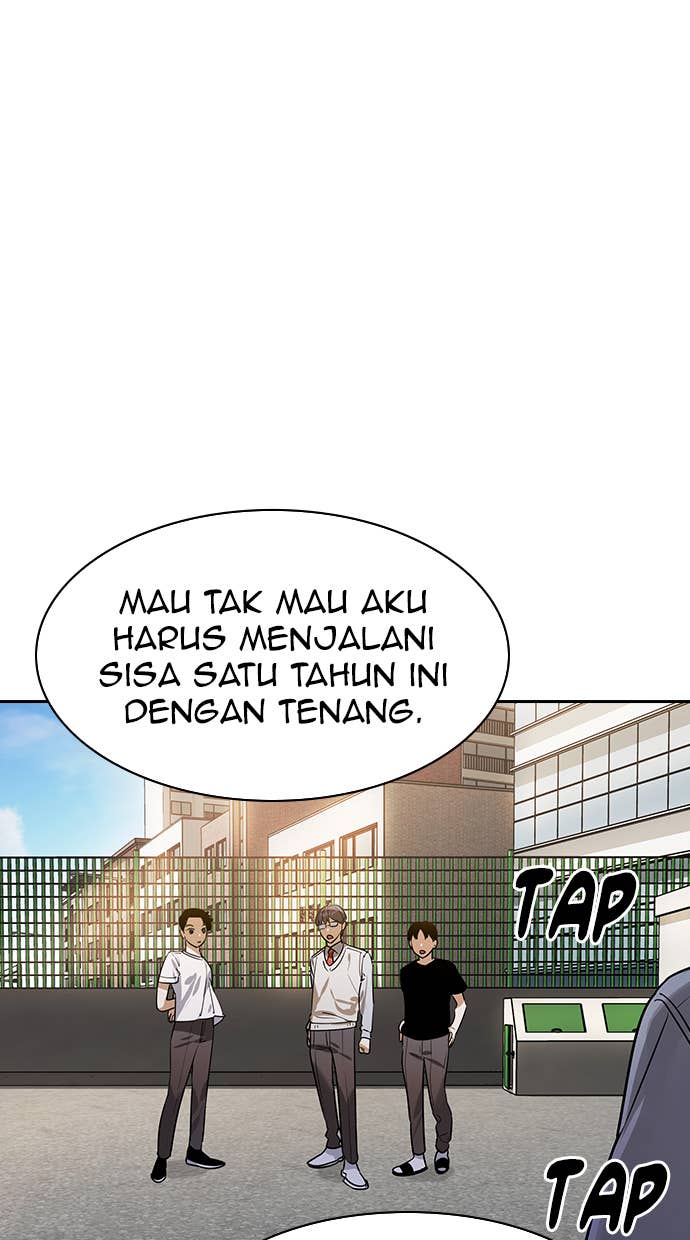 MAU TAK MAU AKU
HARUS MENJALANI
SISA SATU TAHUN INI
DENGAN TENANG.
TAP
TAP